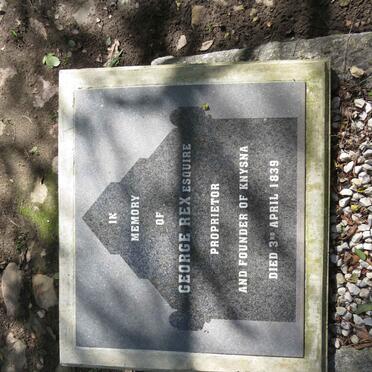 IN
MEMORY
OF
GEORGE REX ESQUIRE
PROPRIETOR
AND FOUNDER OF KNYSNA
DIED 3RD APRIL 1839